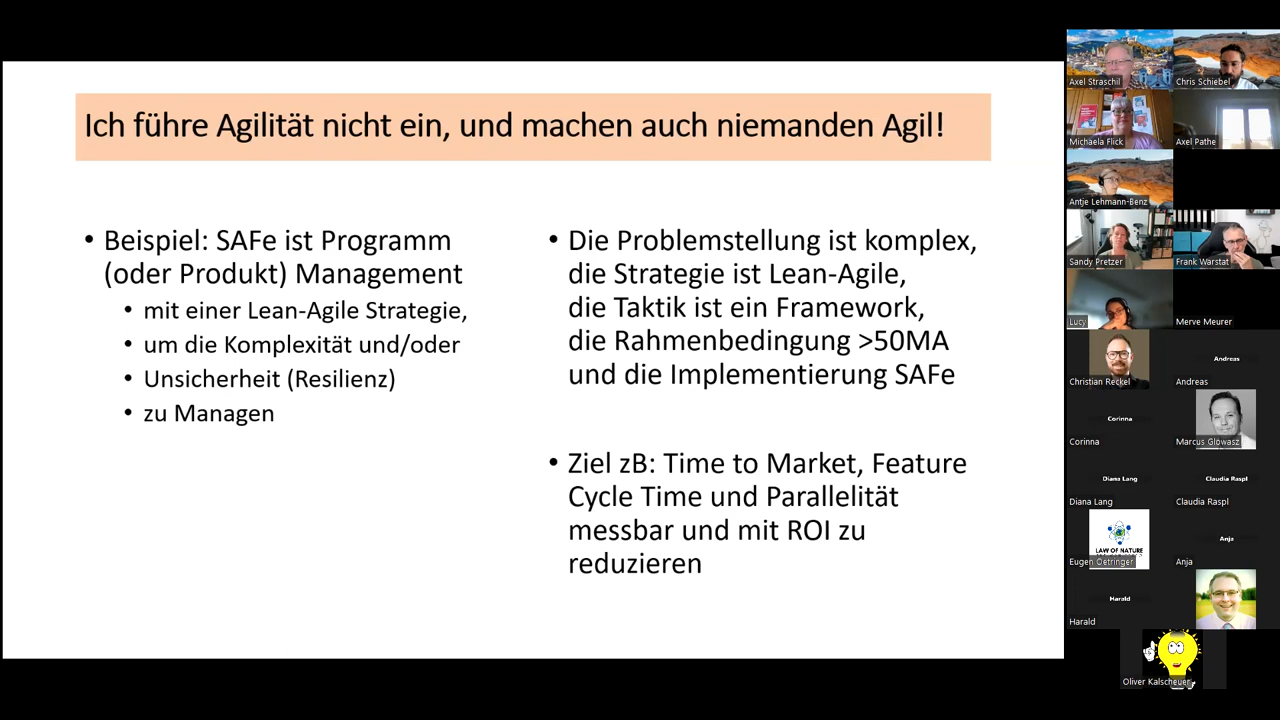 Ich führe Agilität nicht ein, und machen auch niemanden Agil!
• Beispiel: SAFe ist Programm
(oder Produkt) Management
• mit einer Lean-Agile Strategie,
• um die Komplexität und/oder
• Unsicherheit (Resilienz)
• zu Managen
• Die Problemstellung ist komplex,
die Strategie ist Lean-Agile,
die Taktik ist ein Framework,
die Rahmenbedingung >50MA
und die Implementierung SAFe
• Ziel zB: Time to Market, Feature
Cycle Time und Parallelität
messbar und mit ROI zu
reduzieren
Axel Straschil
Chris Schiebel
Michaela Flick
Axel Pathe
Antje Lehmann-Benz
Sandy Pretzer
Frank Warstat
Lucy
Merve Meurer
Christian Reckel
Andreas
Andreas
Corinna
Corinna
Marcus Glowasz
Diana Lang
Diana Lang
Claudia Raspl
Claudia Raspl
LAW OF NATURE
Eugen Oetringer
Anja
Anja
Harald
Harald
Oliver Kalscheuer